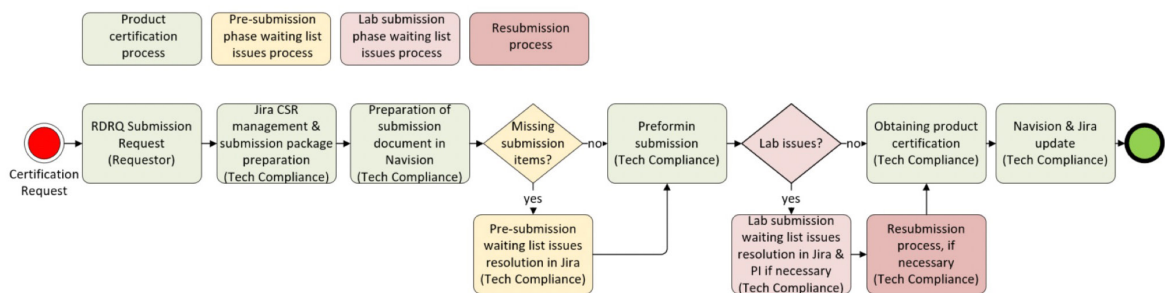 Product
certification
process
Pre-submission
phase waiting list
issues process
Lab submission
phase waiting list
issues process
Resubmission
process
Certification
Request
RDRQ Submission
Request
(Requestor)
Jira CSR
management &
submission package
preparation
(Tech Compliance)
Preparation of
submission
document in
Navision
(Tech Compliance)
Missing
submission
items?
no
yes
Pre-submission
waiting list issues
resolution in Jira
(Tech Compliance)
Preformin
submission
(Tech Compliance)
Lab issues?
no
yes
Lab submission
waiting list issues
resolution in Jira &
PI if necessary
(Tech Compliance)
Resubmission
process, if
necessary
(Tech Compliance)
Obtaining product
certification
(Tech Compliance)
Navision & Jira
update
(Tech Compliance)